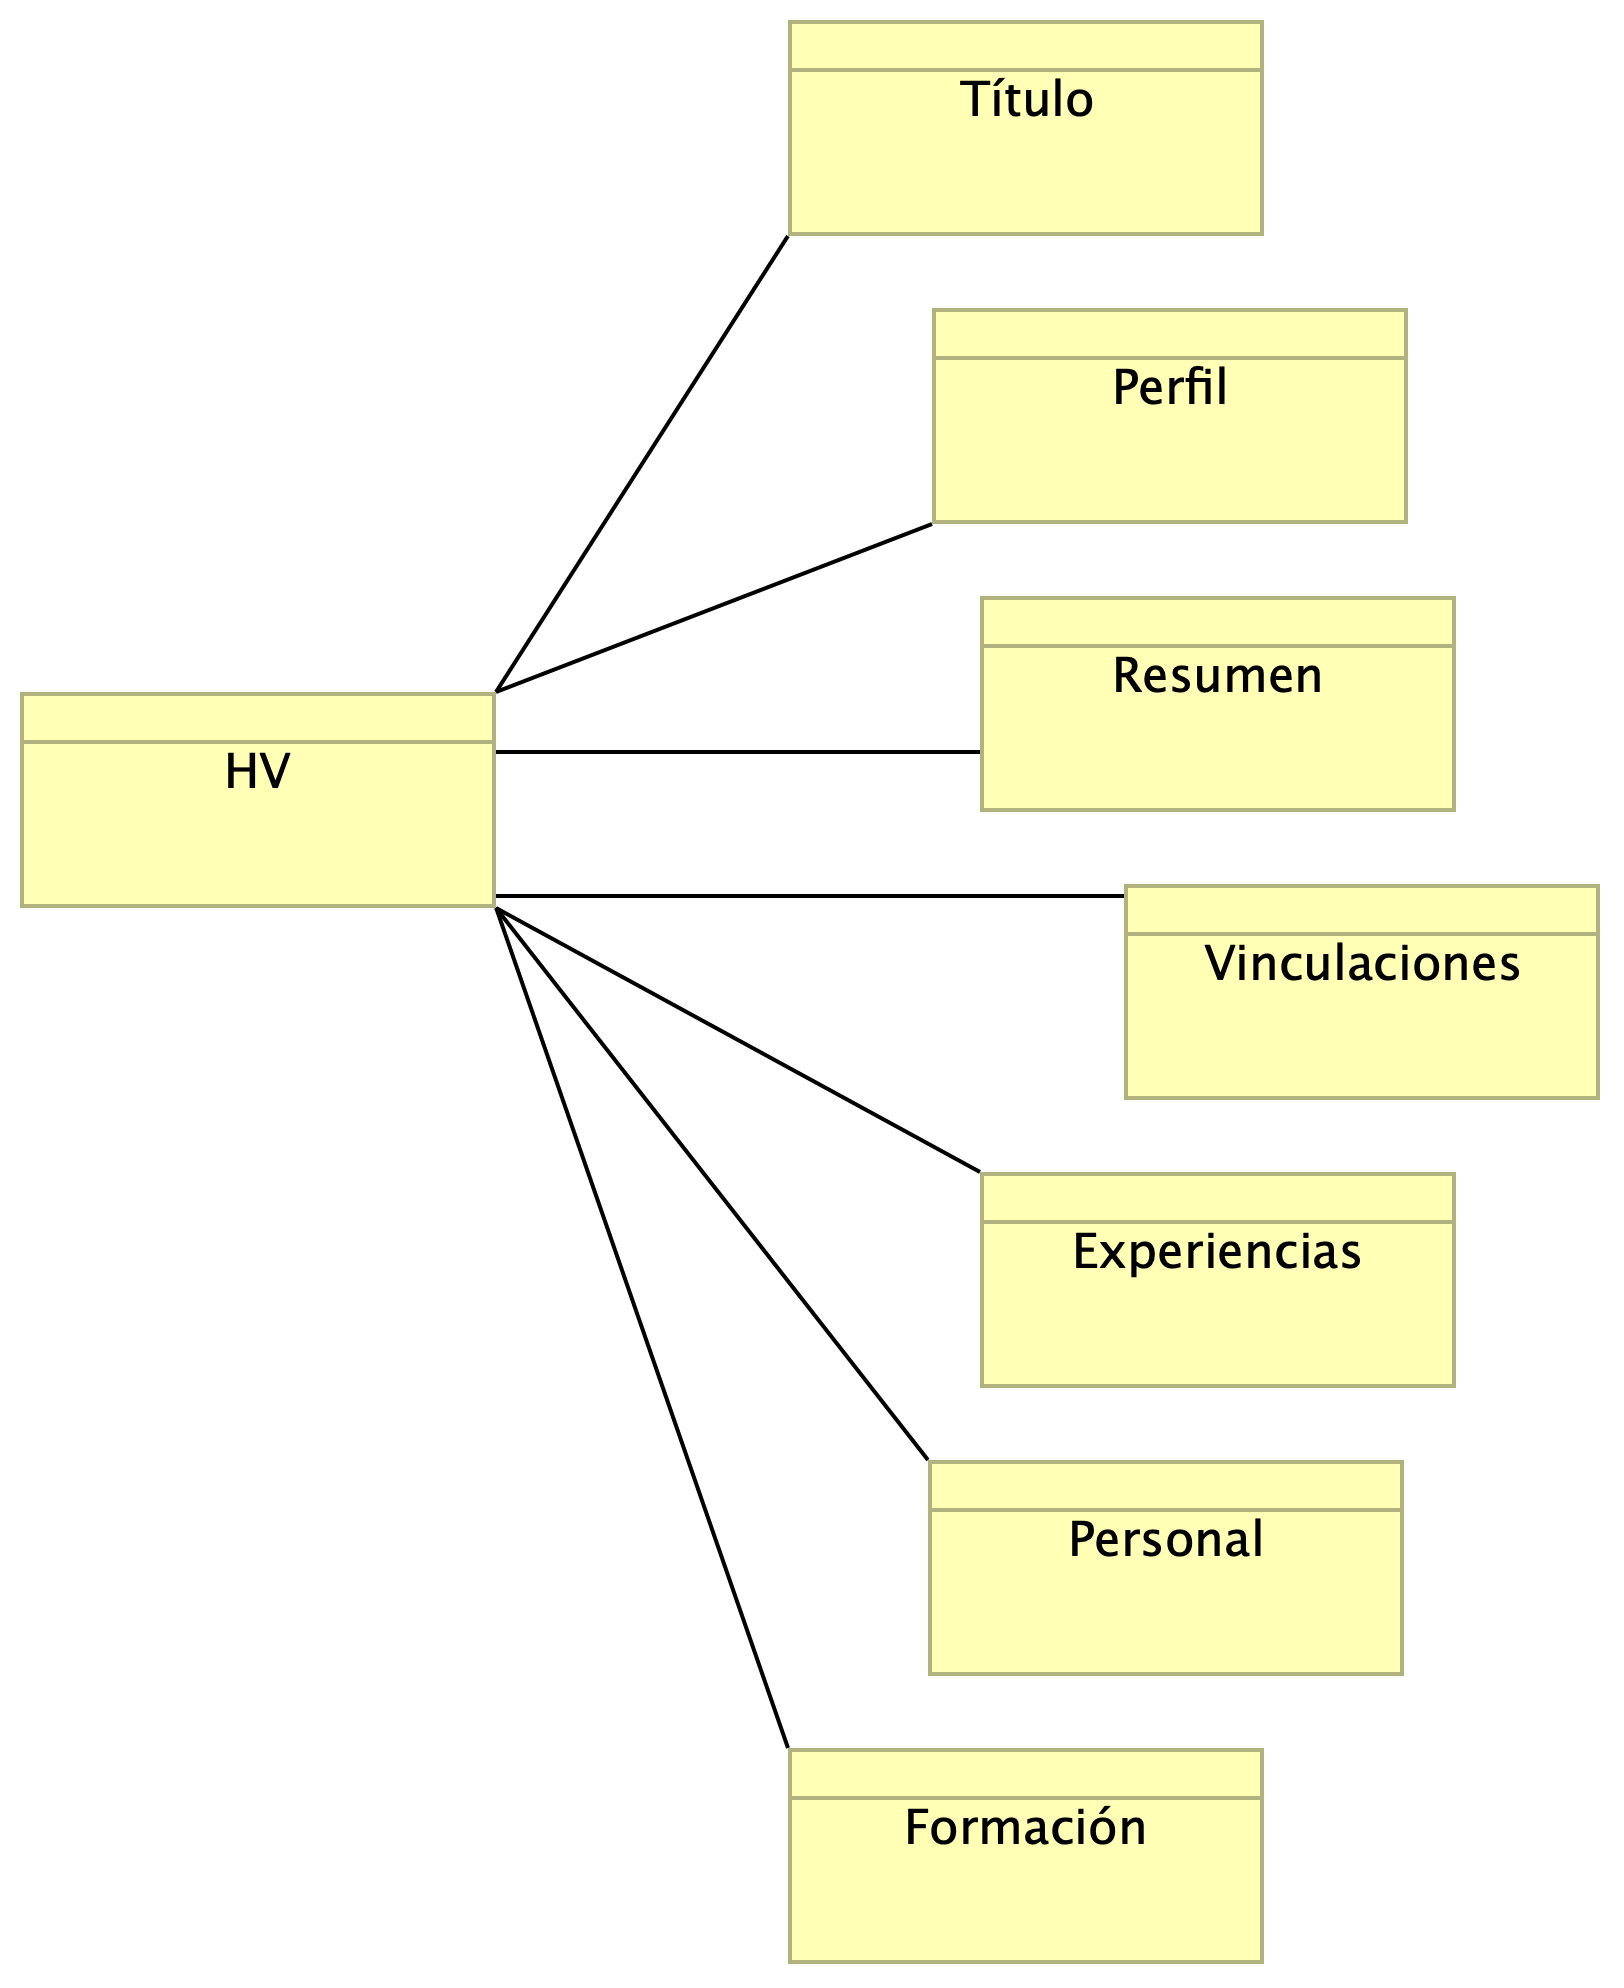 Título
Perfil
Resumen
HV
Vinculaciones
Experiencias
Personal
Formación